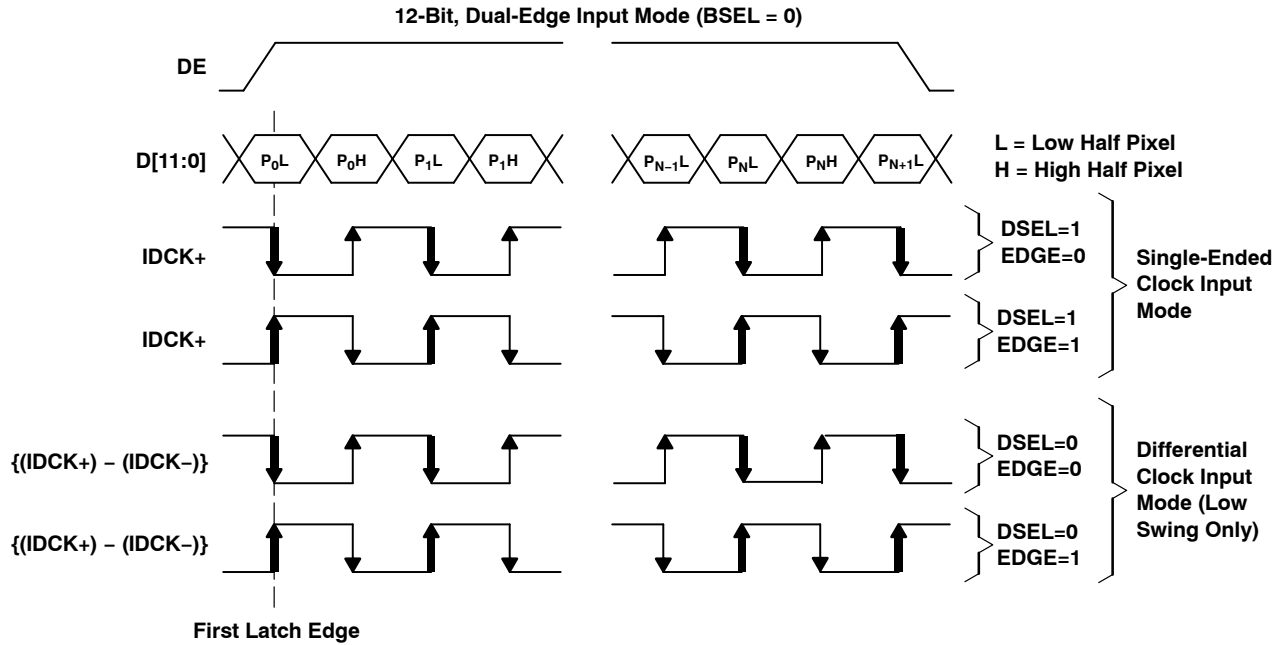 12-Bit, Dual-Edge Input Mode (BSEL = 0)
DE
D[11:0]
P0L
P0H
P1L
P1H
PN−1L
PNL
PNH
PN+1L
L = Low Half Pixel
H = High Half Pixel
IDCK+
DSEL=1
EDGE=0
IDCK+
DSEL=1
EDGE=1
Single-Ended
Clock Input
Mode
{(IDCK+) − (IDCK−)}
DSEL=0
EDGE=0
{(IDCK+) − (IDCK−)}
DSEL=0
EDGE=1
Differential
Clock Input
Mode (Low
Swing Only)
First Latch Edge